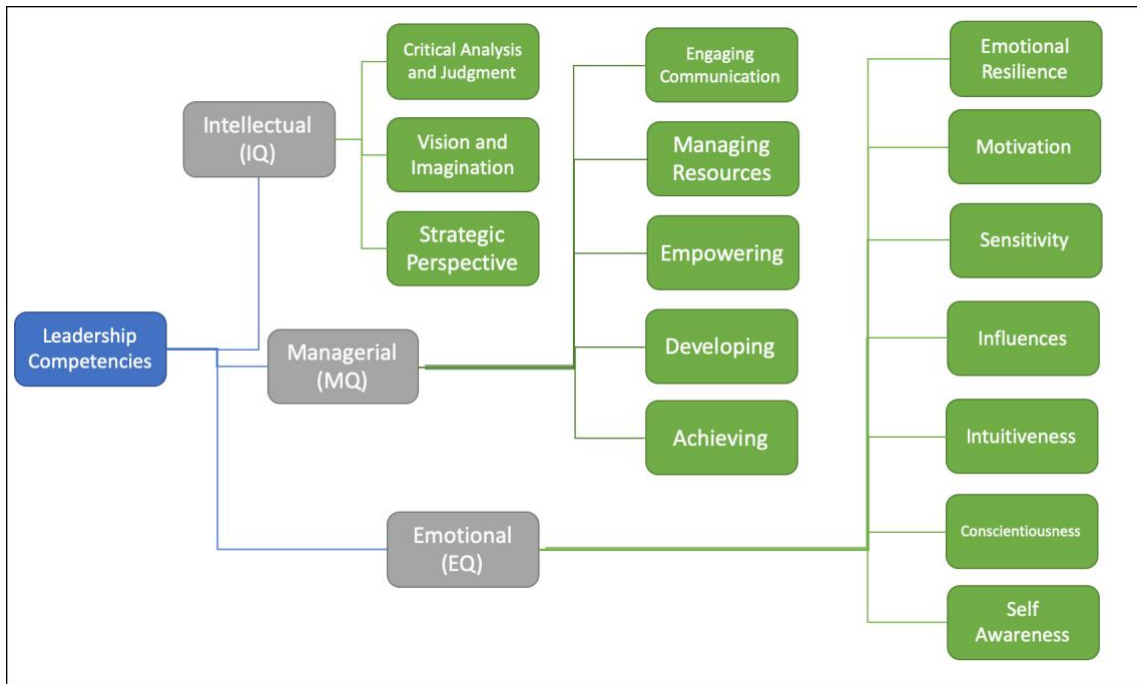 Leadership
Competencies
Intellectual
(IQ)
Critical Analysis
and Judgment
Vision and
Imagination
Strategic
Perspective
Managerial
(MQ)
Engaging
Communication
Managing
Resources
Empowering
Developing
Achieving
Emotional
(EQ)
Emotional
Resilience
Motivation
Sensitivity
Influences
Intuitiveness
Conscientiousness
Self
Awareness